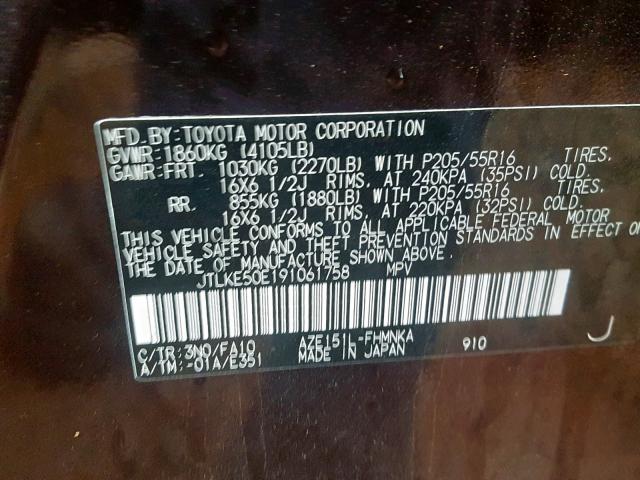 MFD.BY:TOYOTA MOTOR CORPORATION
GVWR:1860KG (4105LB)
GAWR:FRT. 1030KG (2270LB) WITH P205/55R16 TIRES,
16X6 1/2J RIMS, AT 240KPA (35PSI) COLD.
RR. 855KG (1880LB) WITH P205/55R16 TIRES,
16X6 1/2J RIMS, AT 220KPA (32PSI) COLD.
THIS VEHICLE CONFORMS TO ALL APPLICABLE FEDERAL MOTOR
VEHICLE SAFETY AND THEFT PREVENTION STANDARDS IN EFFECT ON
THE DATE OF MANUFACTURE SHOWN ABOVE.
JTLKE50E191061758 MPV
C/TR:3N0/FA10 AZE151L-FHMNKA 910 J
A/TM:-01A/E351 MADE IN JAPAN